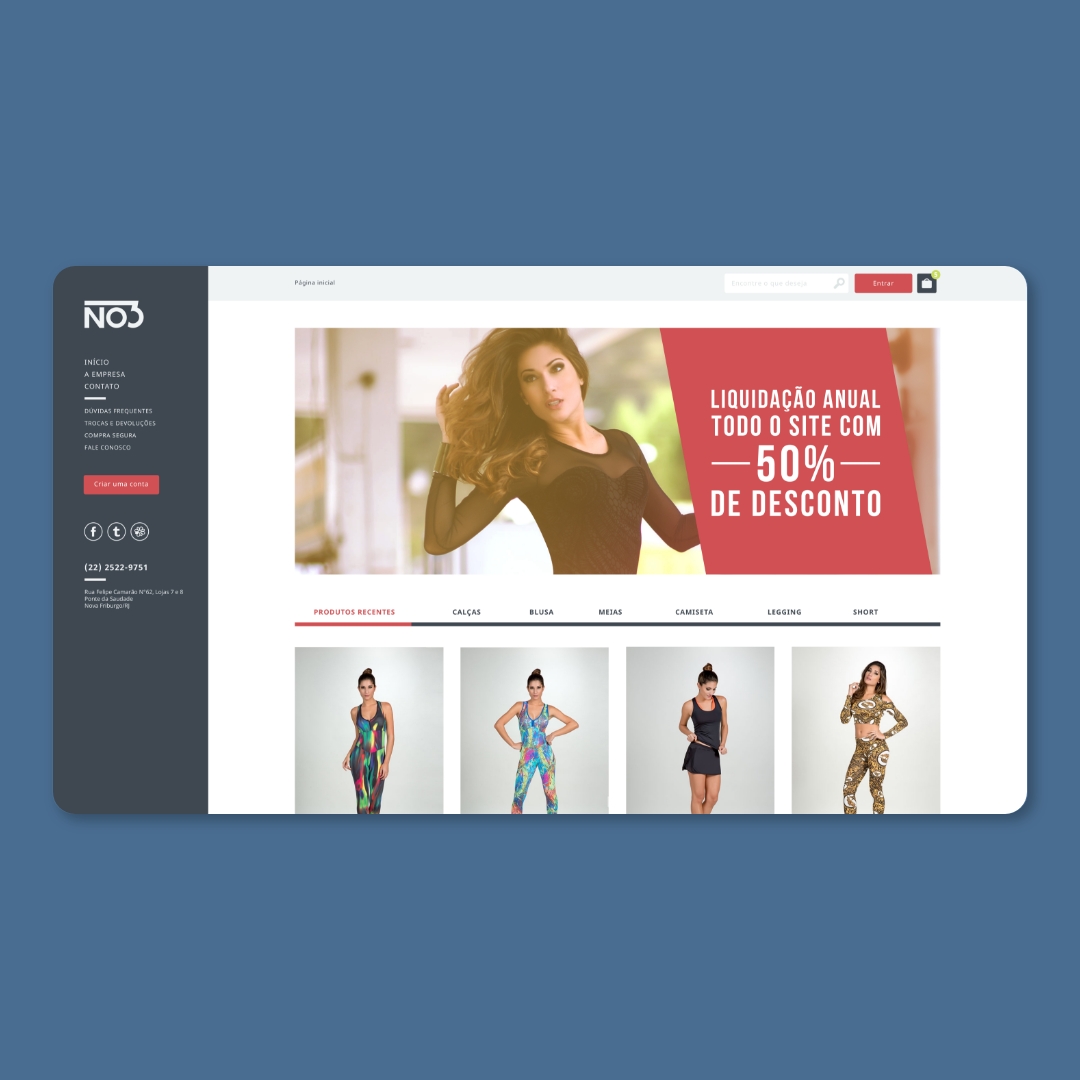 NO3
INÍCIO
A EMPRESA
CONTATO
DÚVIDAS FREQUENTES
TROCAS E DEVOLUÇÕES
COMPRA SEGURA
FALE CONOSCO
Criar uma conta
(22) 2522-9751
Rua Felipe Camarão N°62, Lojas 7 e 8
Ponte da Saudade
Nova Friburgo/RJ
Página inicial
Encontre o que deseja
Entrar
LIQUIDAÇÃO ANUAL
TODO O SITE COM
50%
DE DESCONTO
PRODUTOS RECENTES
CALÇAS
BLUSA
MEIAS
CAMISETA
LEGGING
SHORT